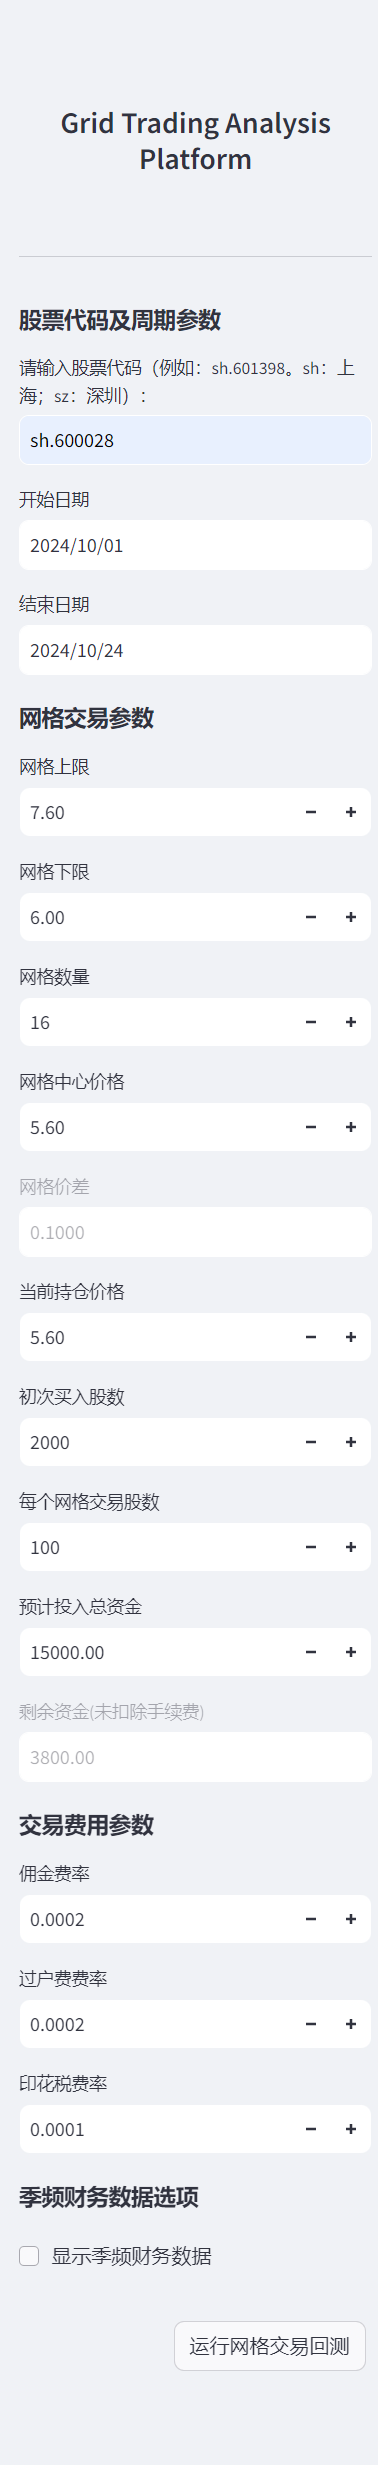 Grid Trading Analysis
Platform
股票代码及周期参数
请输入股票代码（例如：sh.601398。sh：上
海；sz：深圳）：
sh.600028
开始日期
2024/10/01
结束日期
2024/10/24
网格交易参数
网格上限
7.60
网格下限
6.00
网格数量
16
网格中心价格
5.60
网格价差
0.1000
当前持仓价格
5.60
初次买入股数
2000
每个网格交易股数
100
预计投入总资金
15000.00
剩余资金(未扣除手续费)
3800.00
交易费用参数
佣金费率
0.0002
过户费费率
0.0002
印花税费率
0.0001
季频财务数据选项
显示季频财务数据
运行网格交易回测